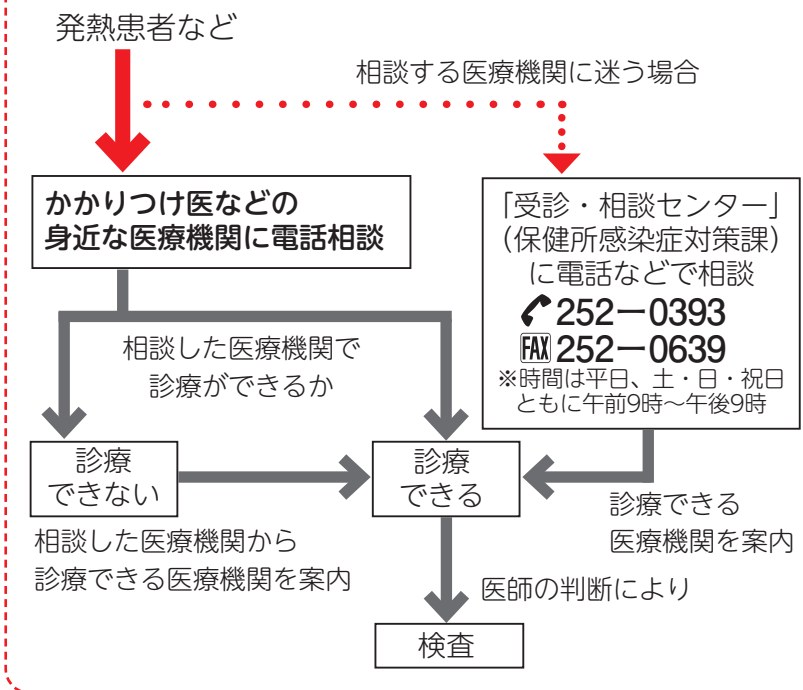 発熱患者など
相談する医療機関に迷う場合
かかりつけ医などの
身近な医療機関に電話相談
「受診・相談センター」
（保健所感染症対策課）
に電話などで相談
252ー0393
FAX 252ー0639
※時間は平日、土・日・祝日
ともに午前9時～午後9時
相談した医療機関で
診療ができるか
診療
できない
診療
できる
相談した医療機関から
診療できる医療機関を案内
診療できる
医療機関を案内
医師の判断により
検査